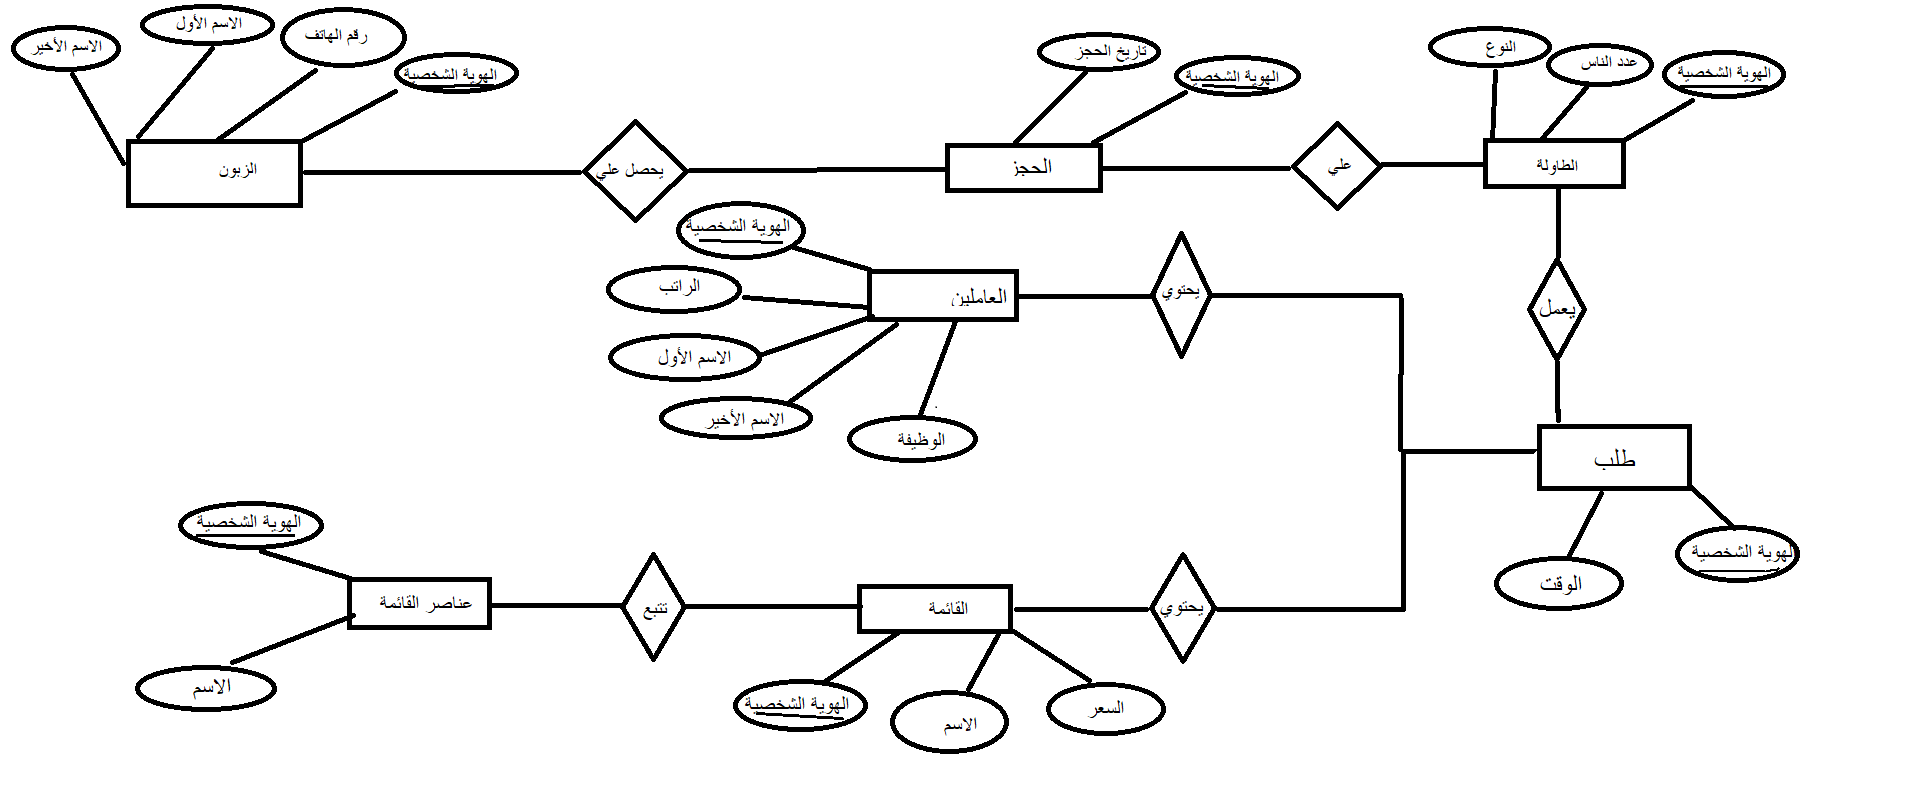 الاسم الأخير
الاسم الأول
رقم الهاتف
الهوية الشخصية
الزبون
يحصل علي
تاريخ الحجز
الهوية الشخصية
الحجز
علي
النوع
عدد الناس
الهوية الشخصية
الطاولة
الهوية الشخصية
الراتب
الاسم الأول
الاسم الأخير
الوظيفة
العاملين
يحتوي
يعمل
طلب
الوقت
الهوية الشخصية
الهوية الشخصية
الاسم
عناصر القائمة
تتبع
القائمة
يحتوي
الهوية الشخصية
الاسم
السعر